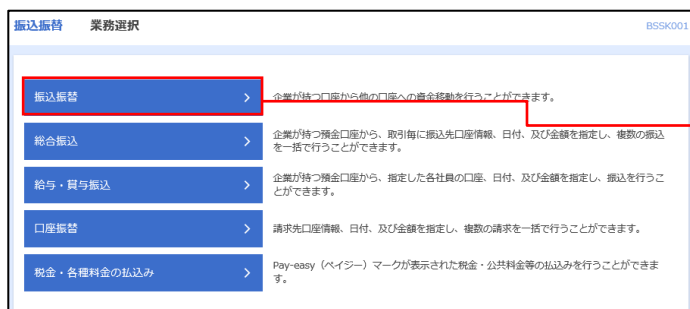 振込振替 業務選択 BSSK001
振込振替 企業が持つ口座から他の口座への資金移動を行うことができます。
総合振込 企業が持つ預金口座から、取引毎に振込先口座情報、日付、及び金額を指定し、複数の振込
を一括で行うことができます。
給与・賞与振込 企業が持つ預金口座から、指定した各社員の口座、日付、及び金額を指定し、振込を行うこ
とができます。
口座振替 請求先口座情報、日付、及び金額を指定し、複数の請求を一括で行うことができます。
税金・各種料金の払込み Pay-easy（ペイジー）マークが表示された税金・公共料金等の払込みを行うことができま
す。